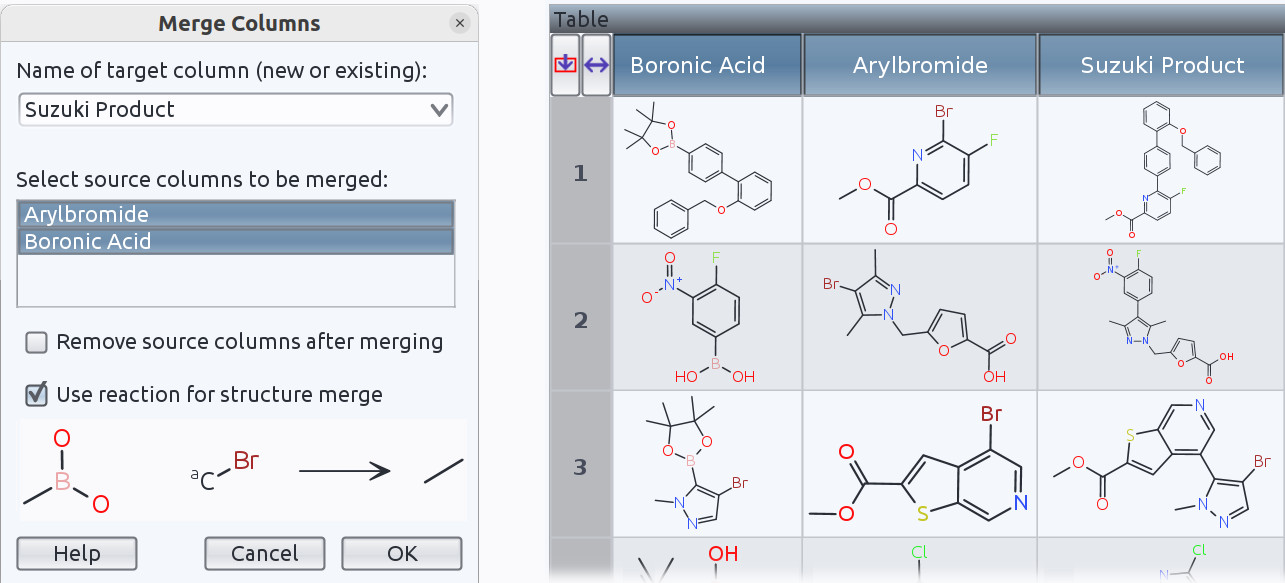 Merge Columns
×
Name of target column (new or existing):
Suzuki Product
Select source columns to be merged:
Arylbromide
Boronic Acid
Remove source columns after merging
Use reaction for structure merge
O
B
O
aC
Br
Help
Cancel
OK
Table
Boronic Acid
Arylbromide
Suzuki Product
1
O
B
O
O
Br
N
F
O
O
O
F
N
O
O
2
O
F
N+
O-
B
HO
OH
Br
N
N
O
O
OH
O
F
N+
O
N
N
O
OH
O
3
O
O
B
Br
N
N
Br
O
O
S
N
N
S
O
O
Br
N
N
OH
Cl
Cl
N